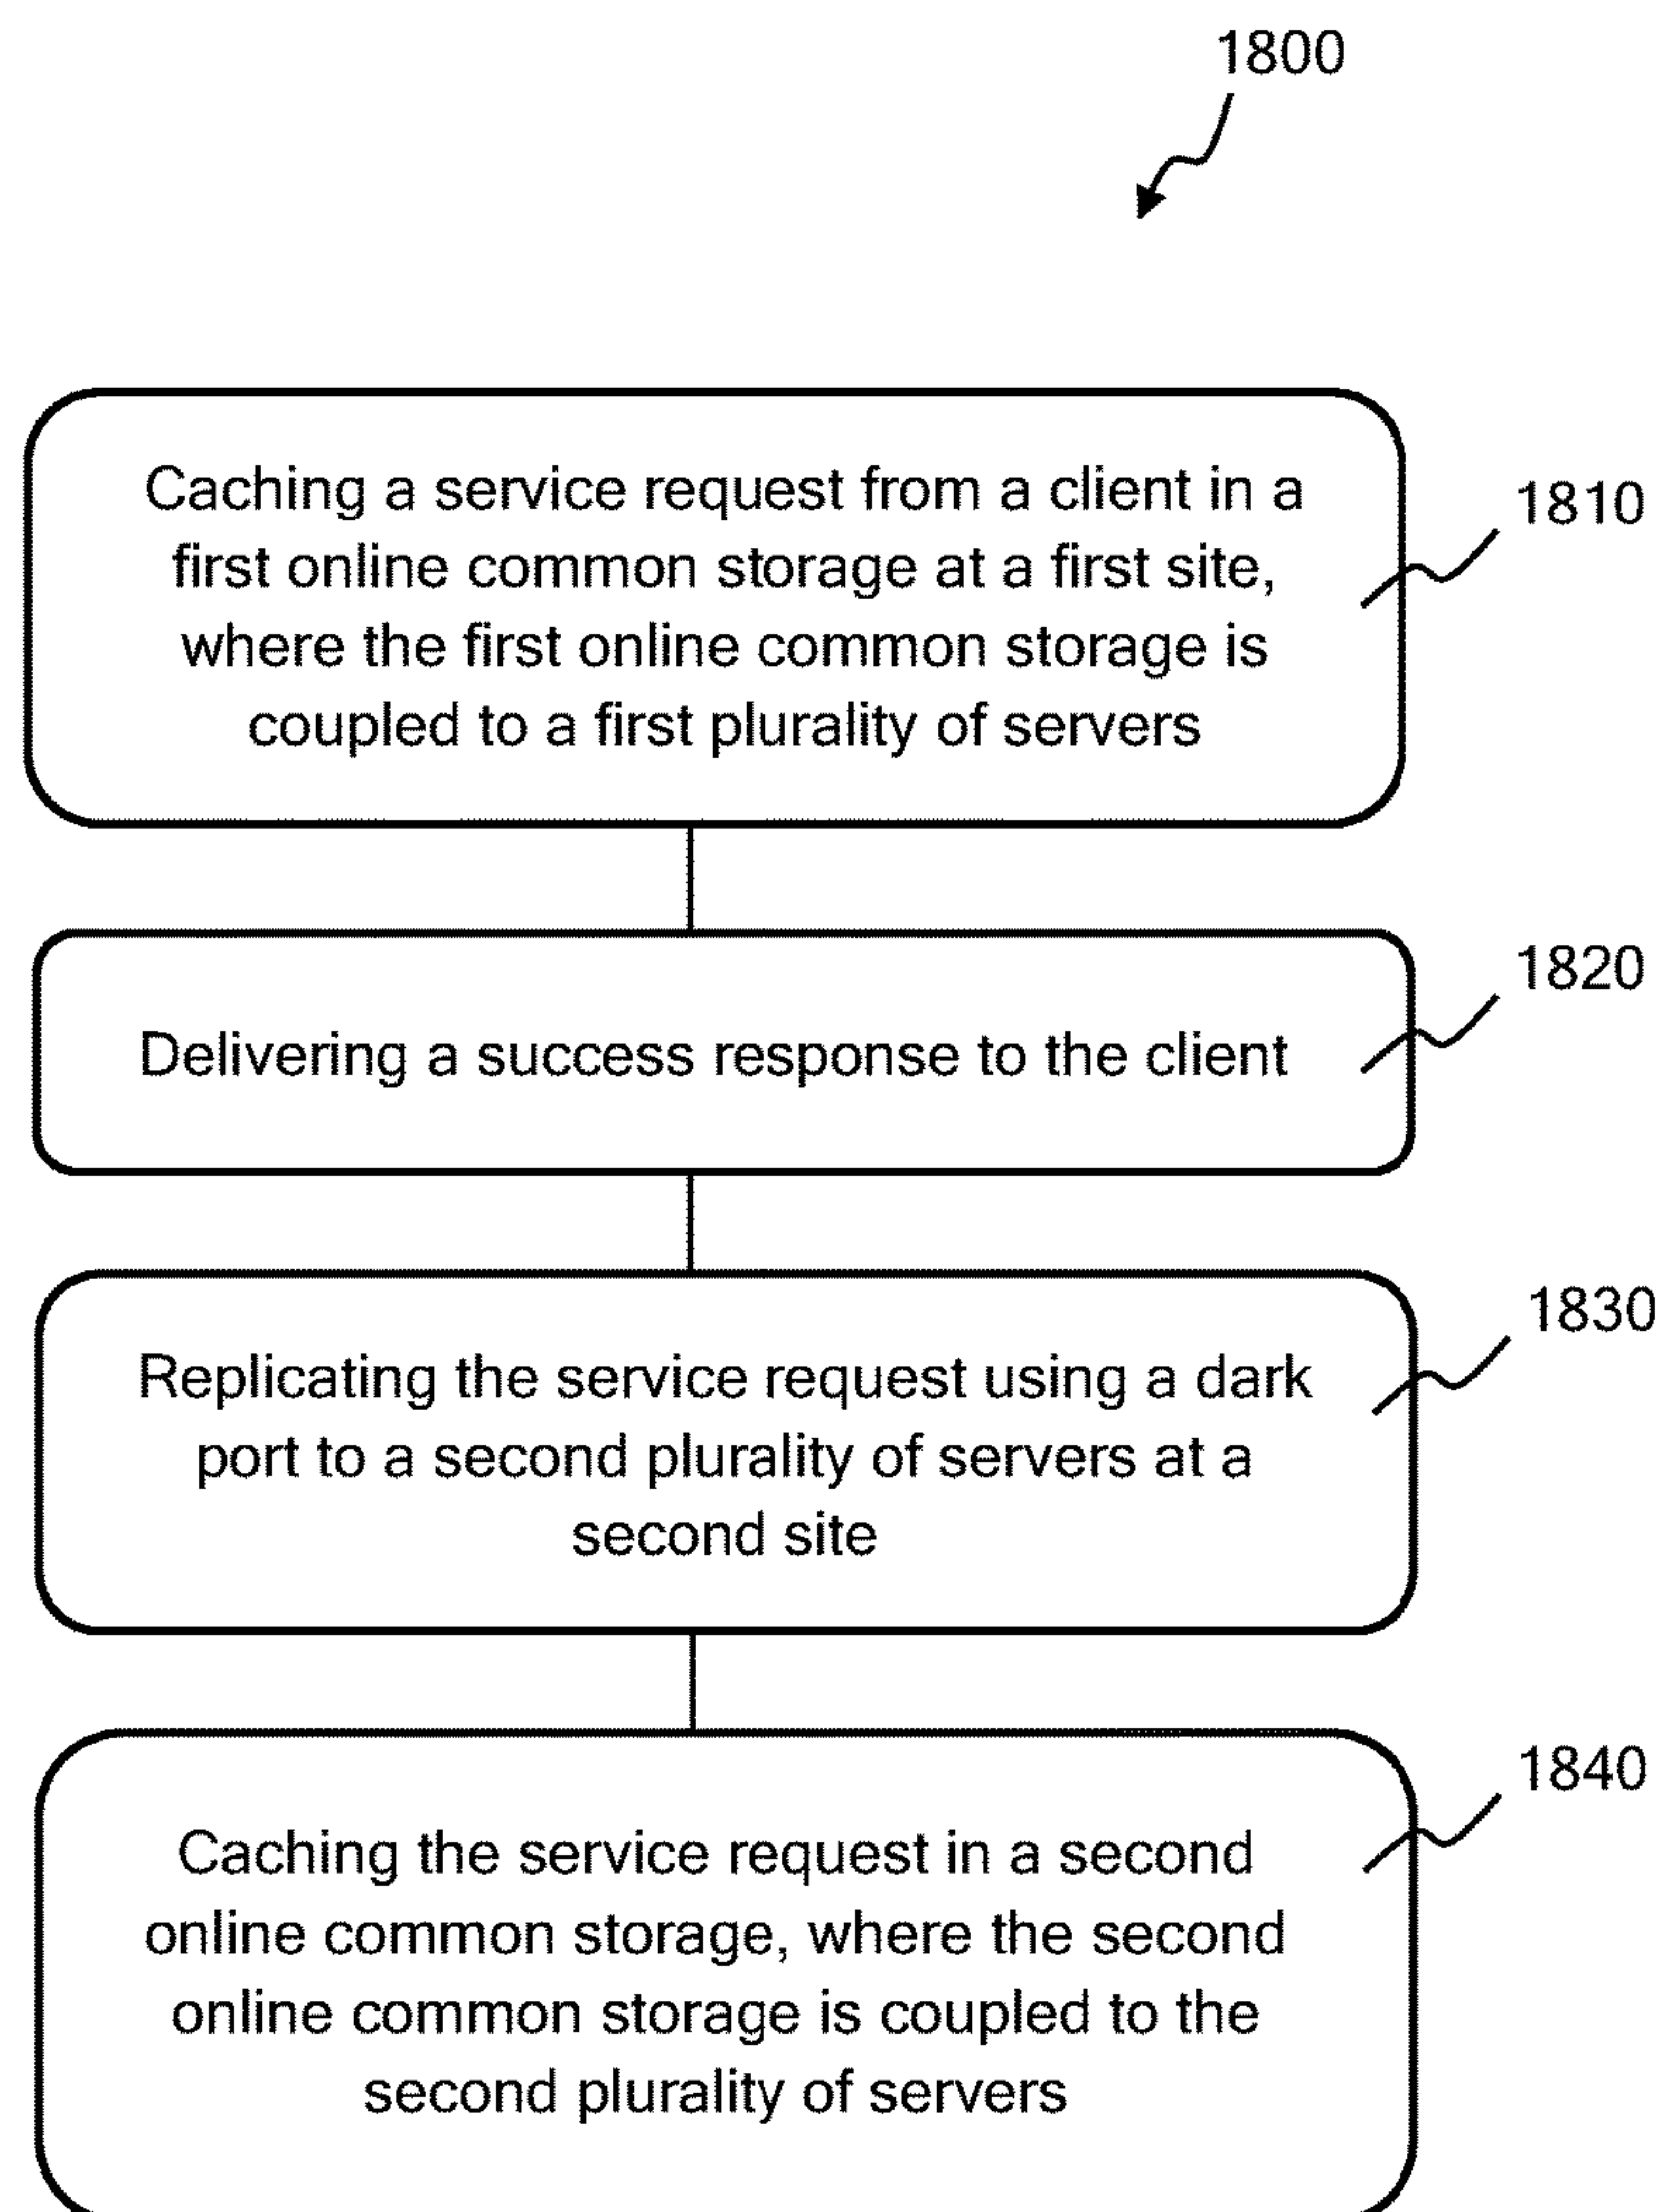 1800
Caching a service request from a client in a
first online common storage at a first site,
where the first online common storage is
coupled to a first plurality of servers
1810
Delivering a success response to the client
1820
Replicating the service request using a dark
port to a second plurality of servers at a
second site
1830
Caching the service request in a second
online common storage, where the second
online common storage is coupled to the
second plurality of servers
1840